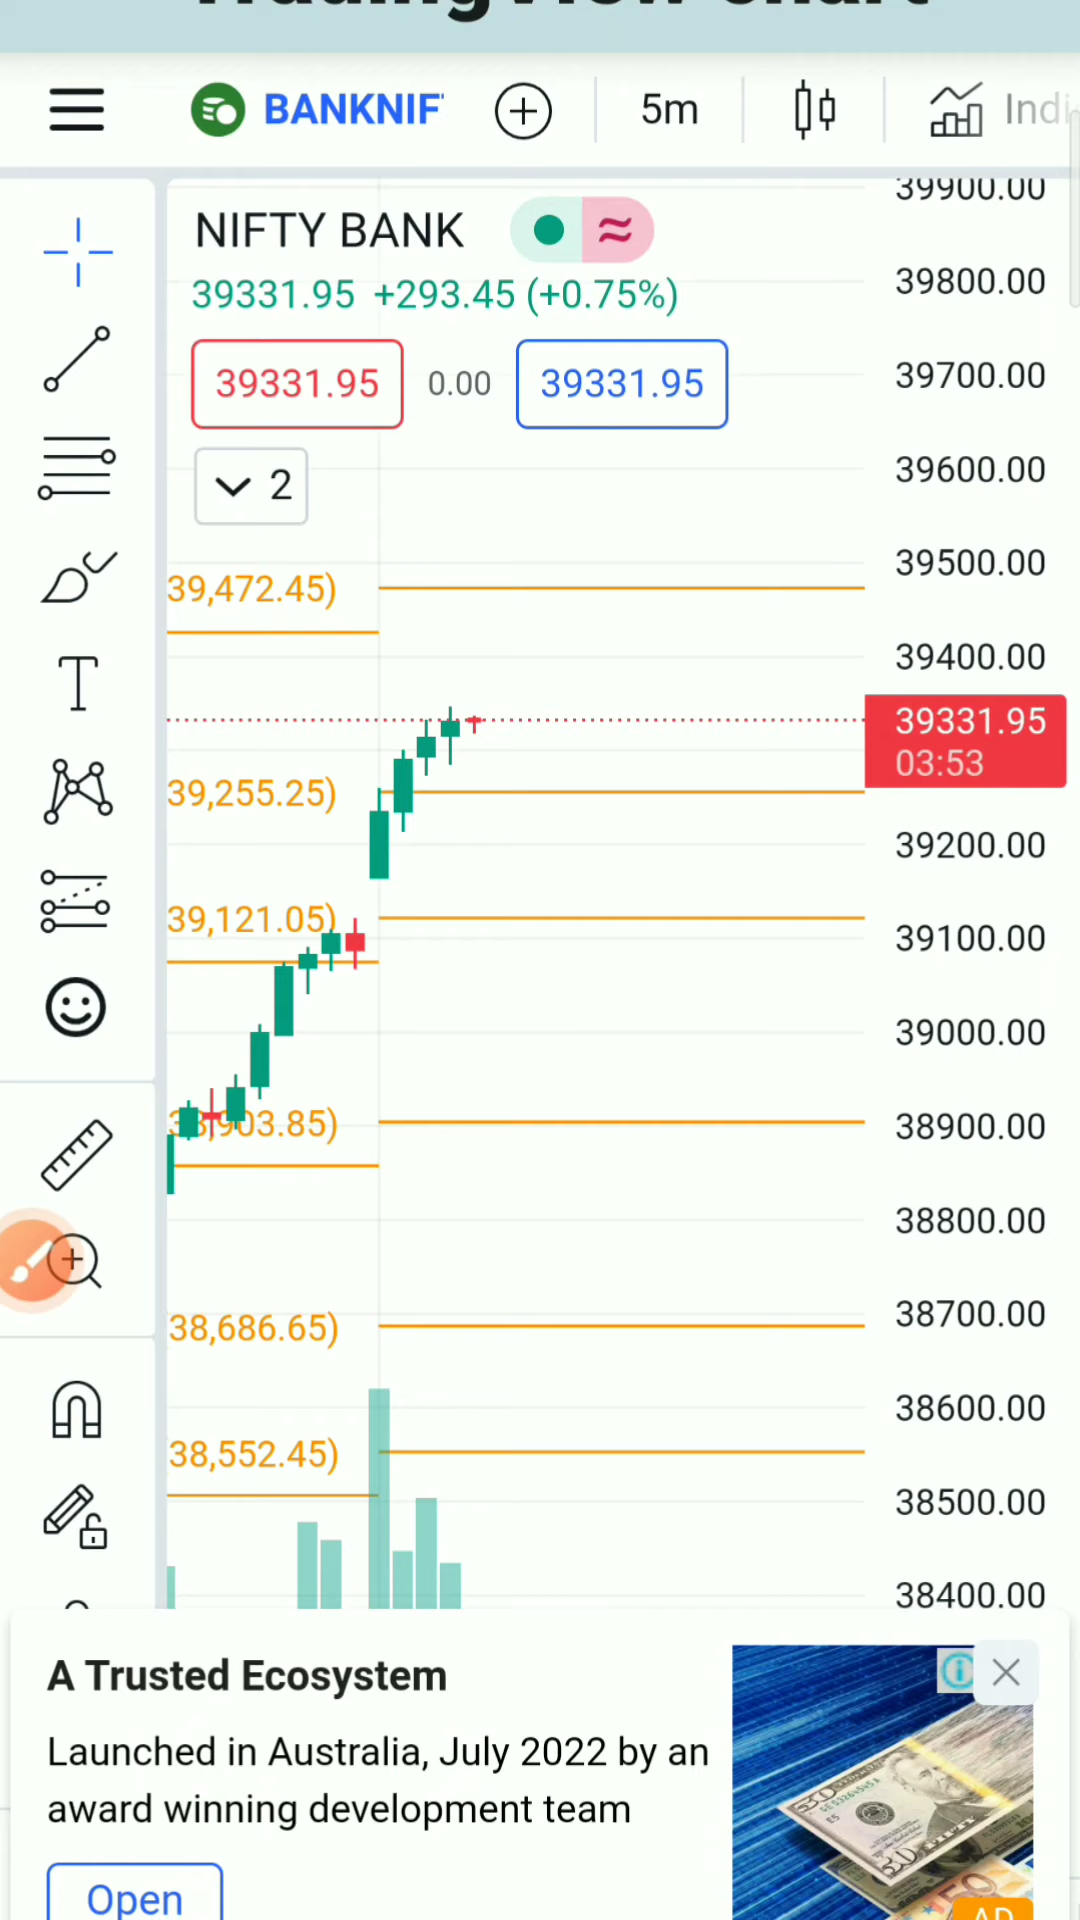 TradingView Chart
BANKNIF
5m
Indi
NIFTY BANK
39331.95 +293.45 (+0.75%)
39331.95 0.00 39331.95
2
39,472.45)
39,255.25)
39,121.05)
38,903.85)
38,686.65)
38,552.45)
39900.00
39800.00
39700.00
39600.00
39500.00
39400.00
39331.95
03:53
39200.00
39100.00
39000.00
38900.00
38800.00
38700.00
38600.00
38500.00
38400.00
A Trusted Ecosystem
Launched in Australia, July 2022 by an
award winning development team
Open
AD